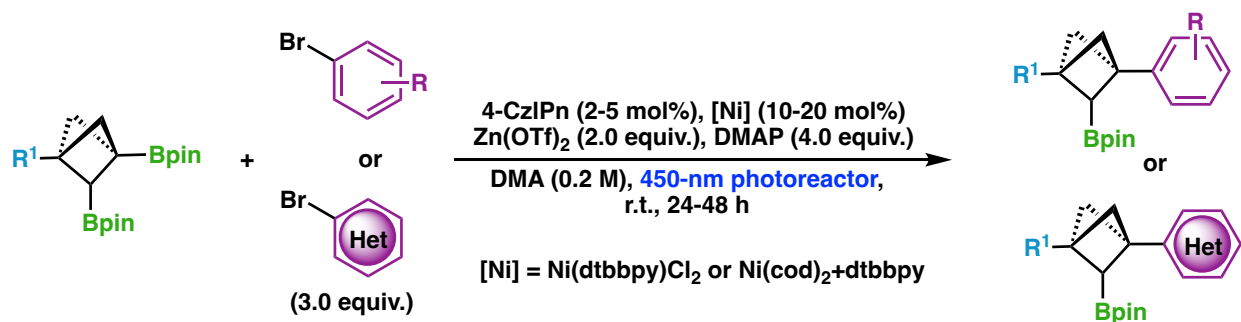 Br
R
R¹
Bpin
Bpin
+
or
Br
Het
(3.0 equiv.)
4-CzIPn (2-5 mol%), [Ni] (10-20 mol%)
Zn(OTf)₂ (2.0 equiv.), DMAP (4.0 equiv.)
DMA (0.2 M), 450-nm photoreactor,
r.t., 24-48 h
[Ni] = Ni(dtbbpy)Cl₂ or Ni(cod)₂+dtbbpy
R
R¹
Bpin
or
R¹
Het
Bpin